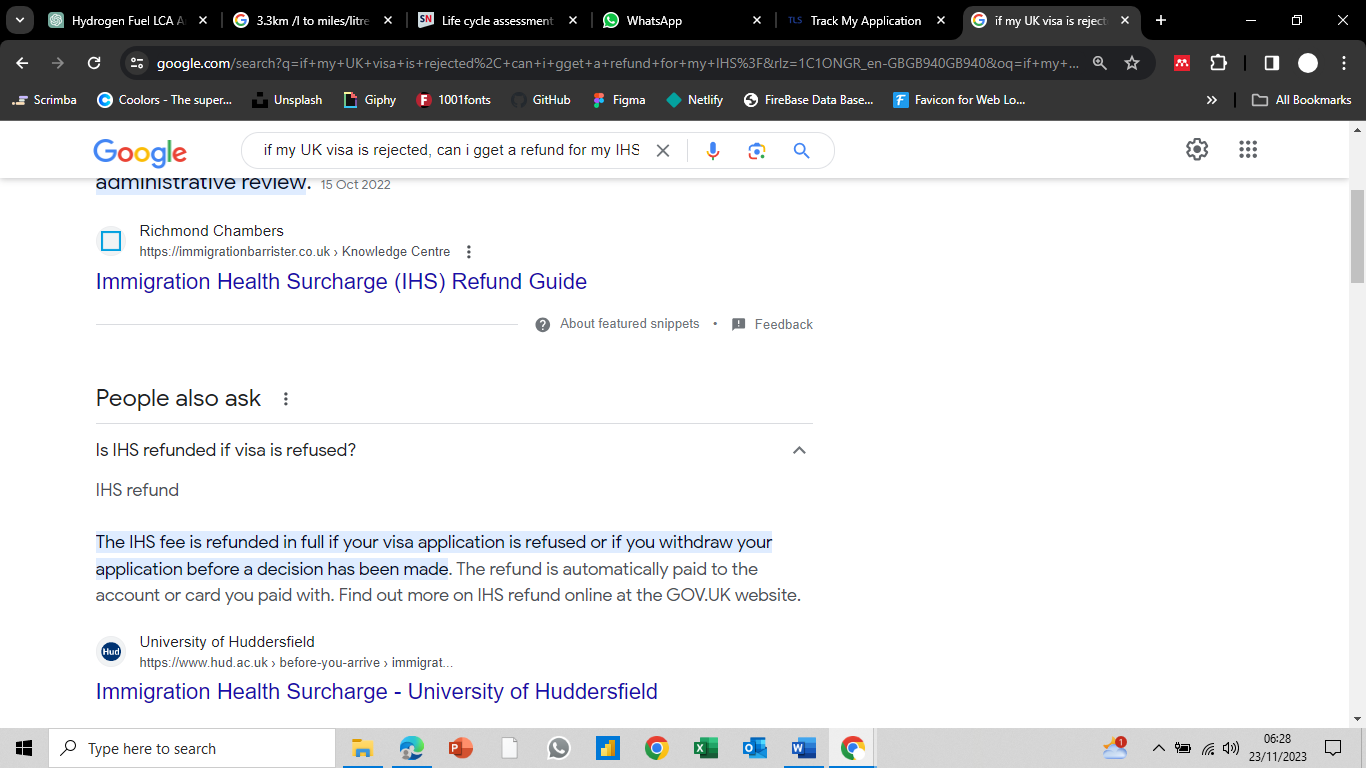 Hydrogen Fuel LCA A
3.3km /l to miles/litre
Life cycle assessment
WhatsApp
TLS Track My Application
if my UK visa is reject
google.com/search?q=if+my+UK+visa+is+rejected%2C+can+i+gget+a+refund+for+my+IHS%3F&rlz=1C1ONGR_en-GBGB940GB940&oq=if+my+...
Scrimba
Coolors - The super...
Unsplash
Giphy
1001fonts
GitHub
Figma
Netlify
FireBase Data Base...
Favicon for Web Lo...
»
All Bookmarks
Google
if my UK visa is rejected, can i gget a refund for my IHS
administrative review. 15 Oct 2022
Richmond Chambers
https://immigrationbarrister.co.uk › Knowledge Centre
Immigration Health Surcharge (IHS) Refund Guide
About featured snippets • Feedback
People also ask
Is IHS refunded if visa is refused?
IHS refund
The IHS fee is refunded in full if your visa application is refused or if you withdraw your
application before a decision has been made. The refund is automatically paid to the
account or card you paid with. Find out more on IHS refund online at the GOV.UK website.
Hud
University of Huddersfield
https://www.hud.ac.uk › before-you-arrive › immigrat...
Immigration Health Surcharge - University of Huddersfield
Type here to search
1
06:28
23/11/2023